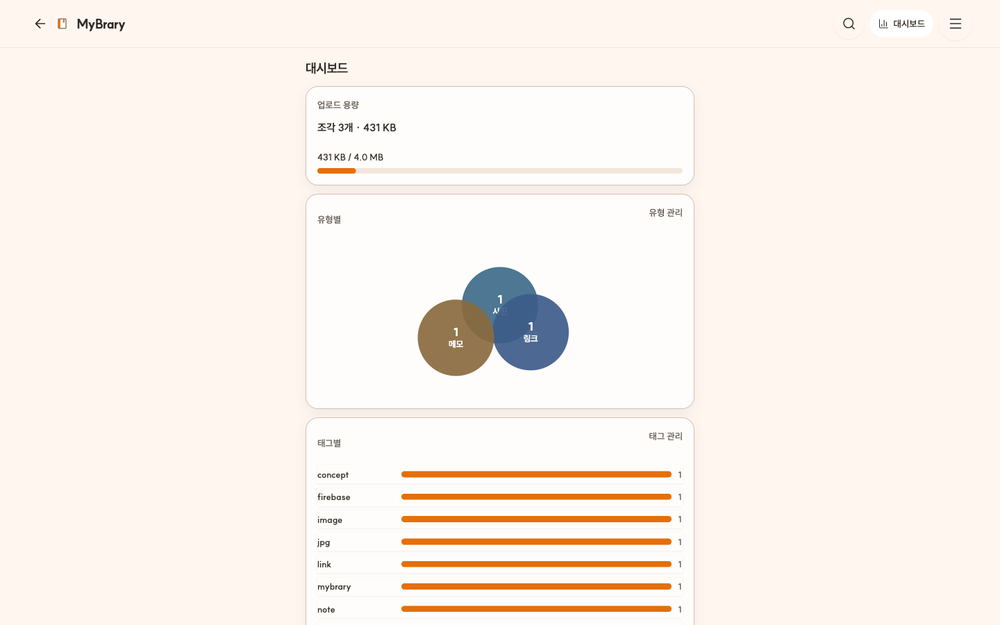 MyBrary
대시보드
대시보드
업로드 용량
조각 3개 · 431 KB
431 KB / 4.0 MB
유형별
유형 관리
1
사진
1
링크
1
메모
태그별
태그 관리
concept 1
firebase 1
image 1
jpg 1
link 1
mybrary 1
note 1